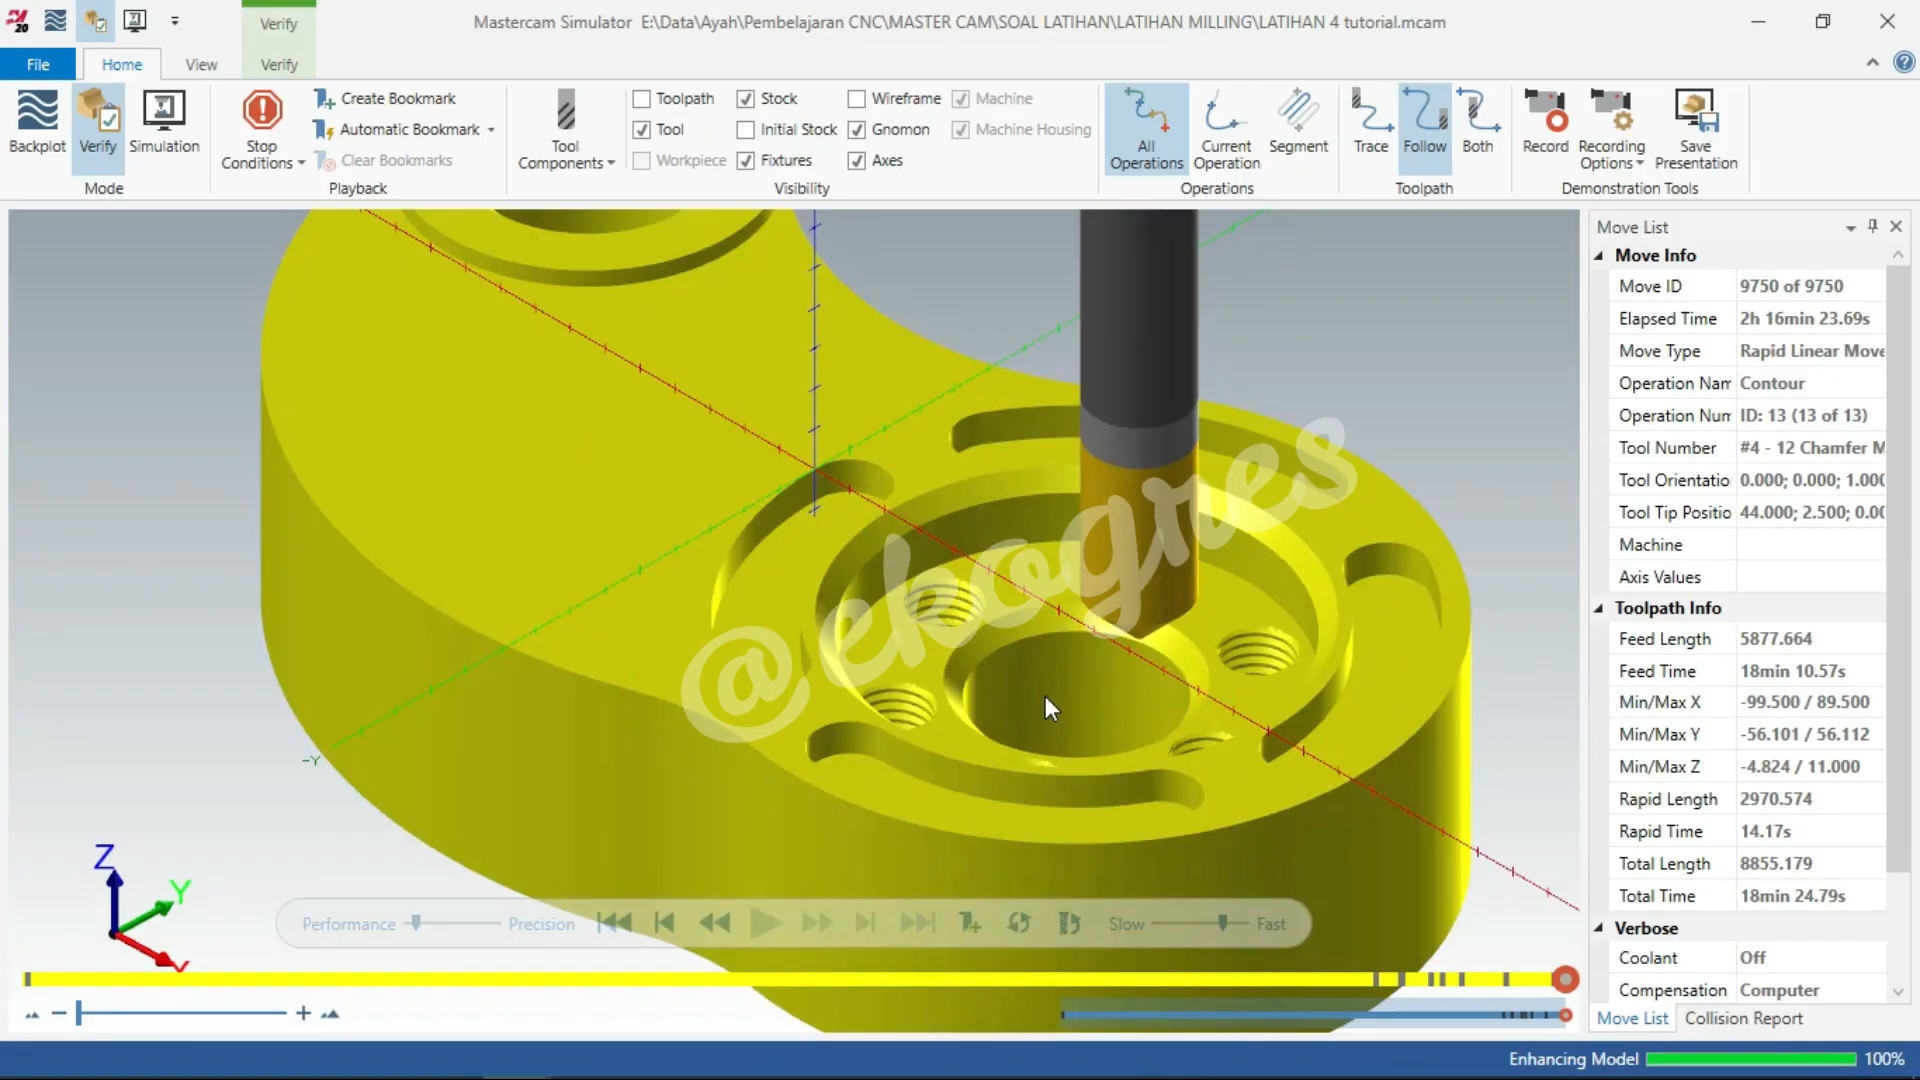 Verify
Mastercam Simulator E:\Data\Ayah\Pembelajaran CNC\MASTER CAM\SOAL LATIHAN\LATIHAN MILLING\LATIHAN 4 tutorial.mcam
File
Home
View
Verify
Backplot
Verify
Simulation
Mode
Stop Conditions
Create Bookmark
Automatic Bookmark
Clear Bookmarks
Playback
Tool Components
Toolpath
Stock
Wireframe
Machine
Tool
Initial Stock
Gnomon
Machine Housing
Workpiece
Fixtures
Axes
Visibility
All Operations
Current Operation
Segment
Operations
Trace
Follow
Both
Toolpath
Record
Recording Options
Save Presentation
Demonstration Tools
Move List
Move Info
Move ID 9750 of 9750
Elapsed Time 2h 16min 23.69s
Move Type Rapid Linear Move
Operation Nam Contour
Operation Num ID: 13 (13 of 13)
Tool Number #4 - 12 Chamfer M
Tool Orientatio 0.000; 0.000; 1.000
Tool Tip Positio 44.000; 2.500; 0.00
Machine
Axis Values
Toolpath Info
Feed Length 5877.664
Feed Time 18min 10.57s
Min/Max X -99.500 / 89.500
Min/Max Y -56.101 / 56.112
Min/Max Z -4.824 / 11.000
Rapid Length 2970.574
Rapid Time 14.17s
Total Length 8855.179
Total Time 18min 24.79s
Verbose
Coolant Off
Compensation Computer
Move List
Collision Report
@ekogres
-Y
Z
Y
Performance
Precision
Slow
Fast
Enhancing Model
100%